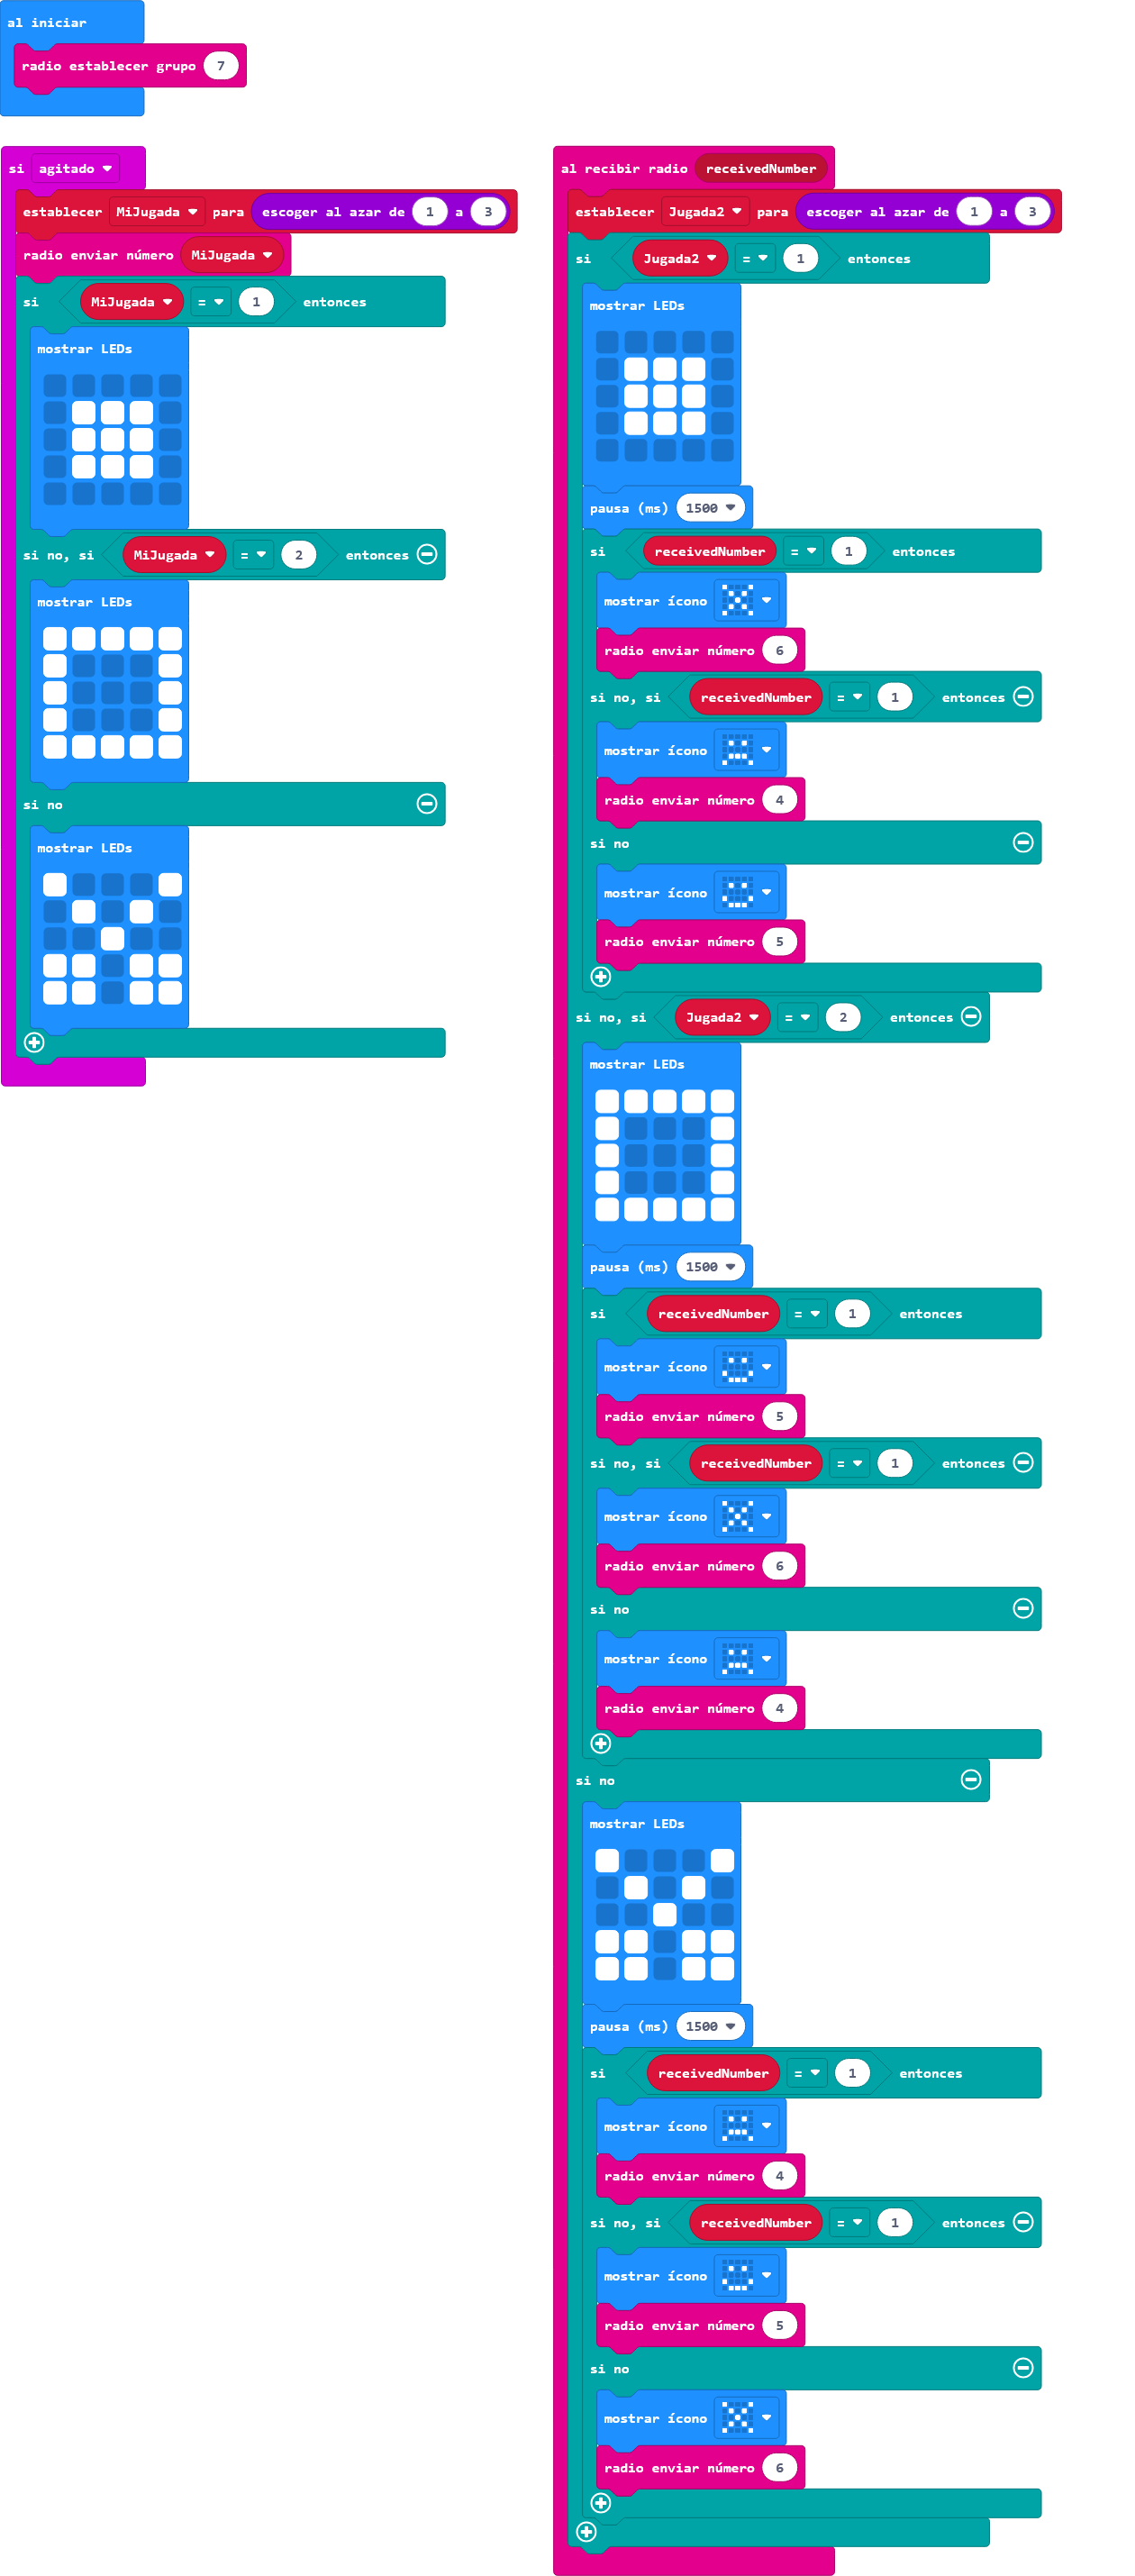 al iniciar
radio establecer grupo 7
si agitado
establecer MiJugada para escoger al azar de 1 a 3
radio enviar número MiJugada
si MiJugada = 1 entonces
mostrar LEDs
si no, si MiJugada = 2 entonces
mostrar LEDs
si no
mostrar LEDs
al recibir radio receivedNumber
establecer Jugada2 para escoger al azar de 1 a 3
si Jugada2 = 1 entonces
mostrar LEDs
pausa (ms) 1500
si receivedNumber = 1 entonces
mostrar ícono
radio enviar número 6
si no, si receivedNumber = 1 entonces
mostrar ícono
radio enviar número 4
si no
mostrar ícono
radio enviar número 5
si no, si Jugada2 = 2 entonces
mostrar LEDs
pausa (ms) 1500
si receivedNumber = 1 entonces
mostrar ícono
radio enviar número 5
si no, si receivedNumber = 1 entonces
mostrar ícono
radio enviar número 6
si no
mostrar ícono
radio enviar número 4
si no
mostrar LEDs
pausa (ms) 1500
si receivedNumber = 1 entonces
mostrar ícono
radio enviar número 4
si no, si receivedNumber = 1 entonces
mostrar ícono
radio enviar número 5
si no
mostrar ícono
radio enviar número 6